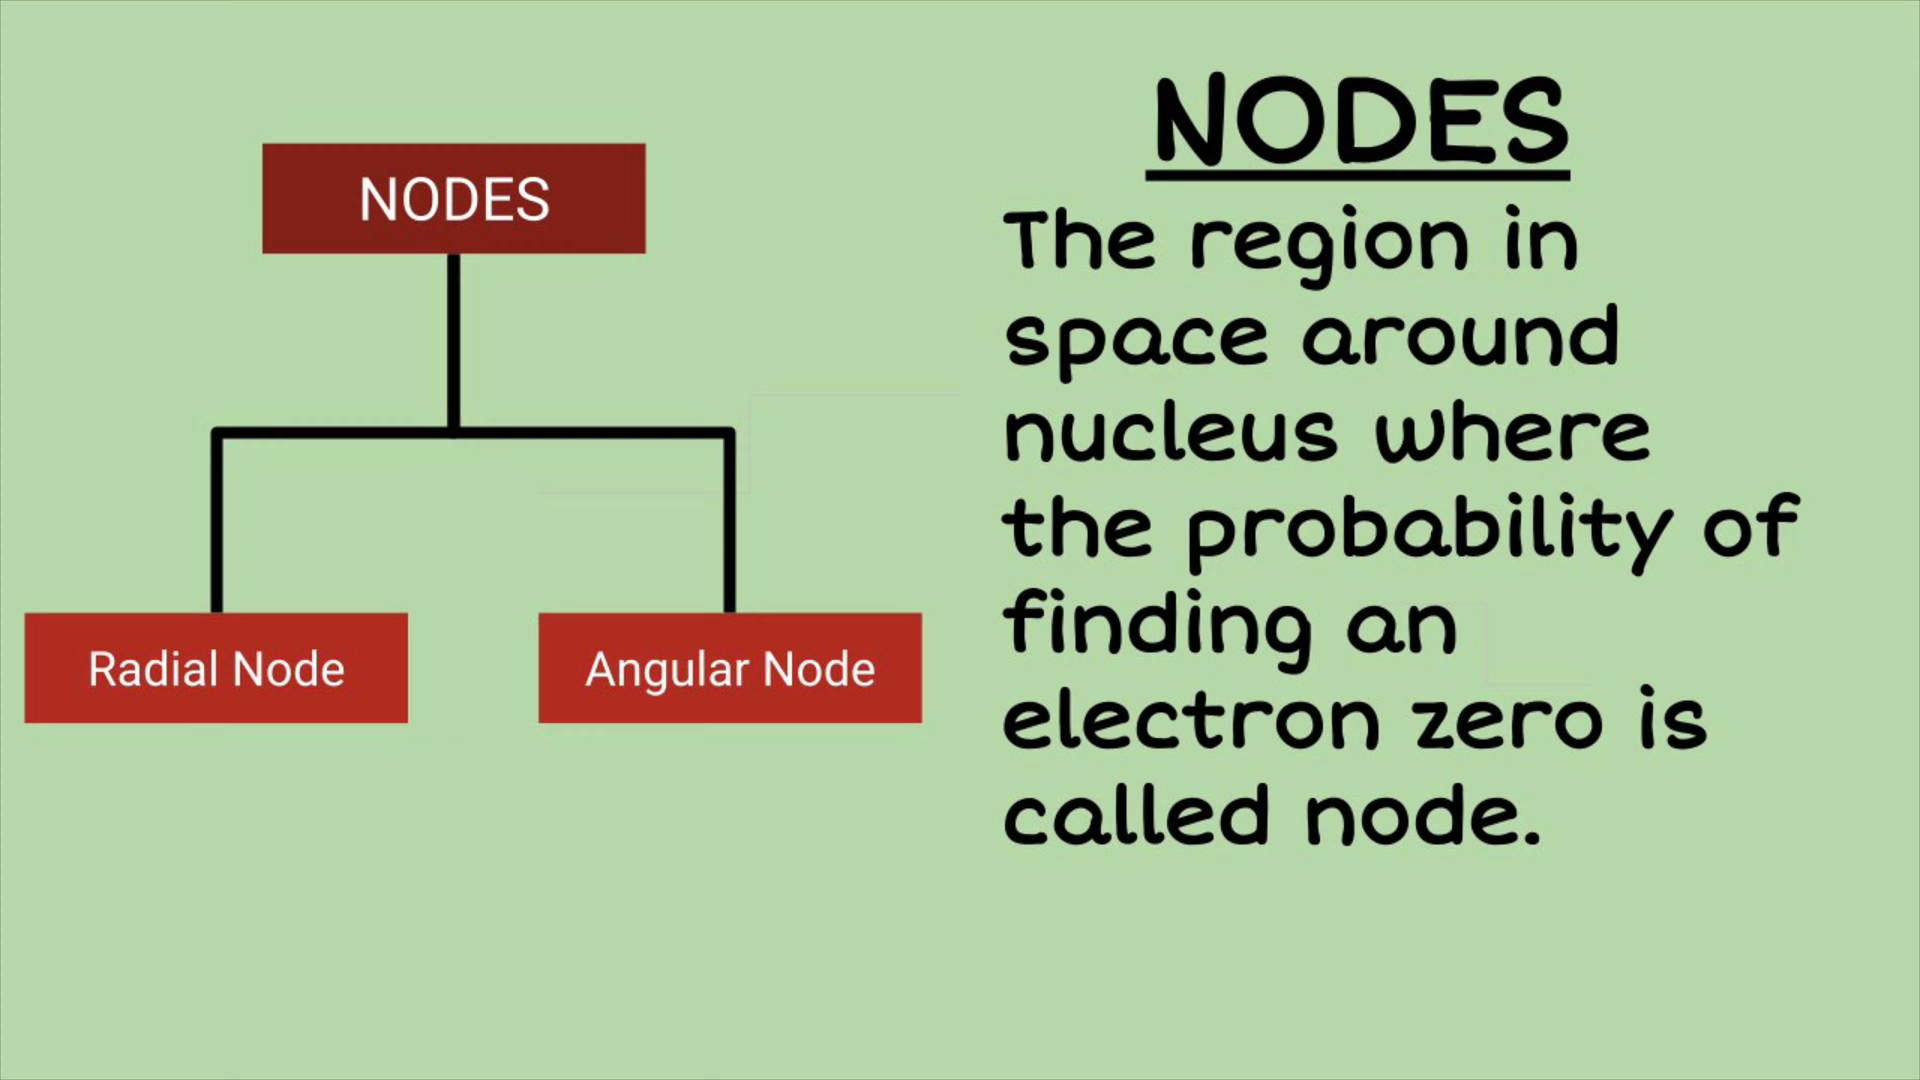 NODES
Radial Node
Angular Node
NODES
The region in
space around
nucleus where
the probability of
finding an
electron zero is
called node.